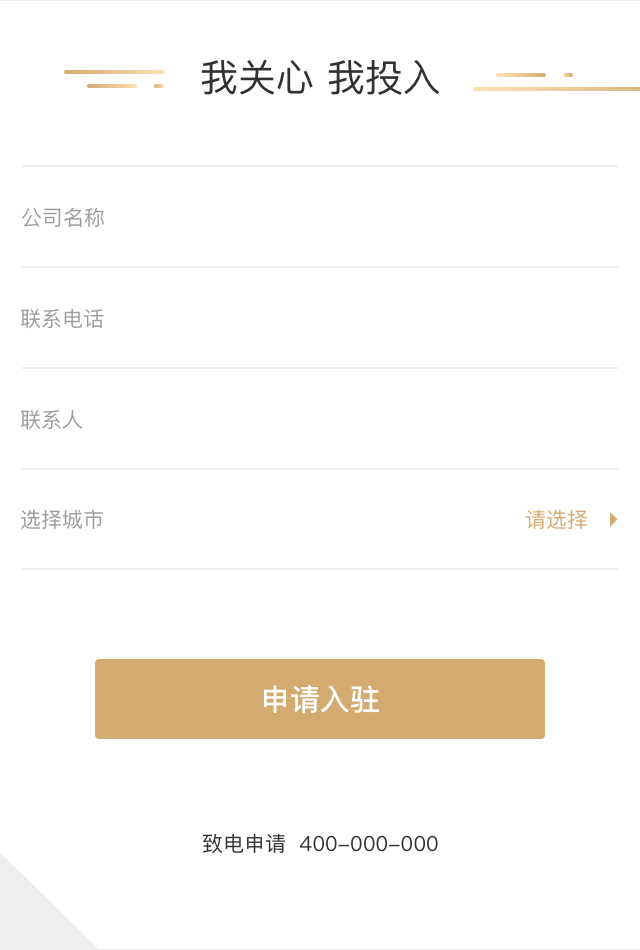 我关心 我投入
公司名称
联系电话
联系人
选择城市 请选择
申请入驻
致电申请 400-000-000